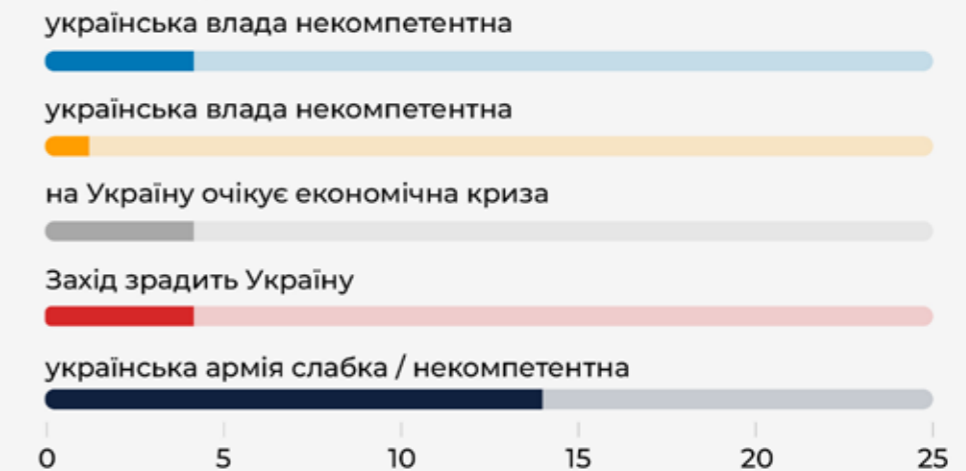 українська влада некомпетентна
українська влада некомпетентна
на Україну очікує економічна криза
Захід зрадить Україну
українська армія слабка / некомпетентна
0 5 10 15 20 25